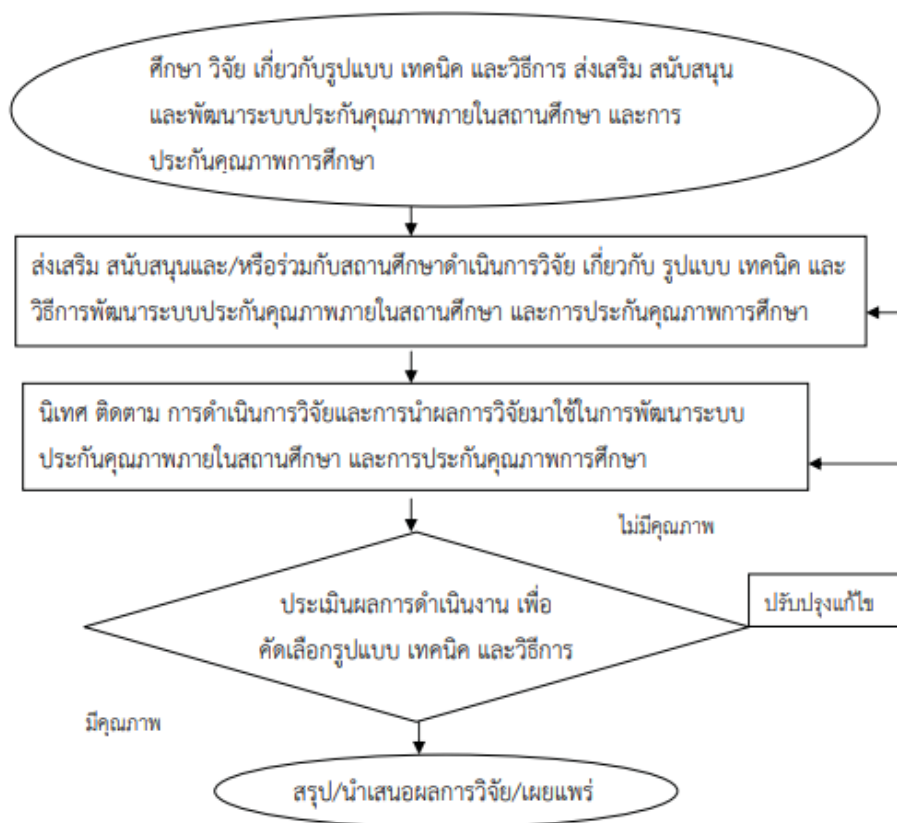 ศึกษา วิจัย เกี่ยวกับรูปแบบ เทคนิค และวิธีการ ส่งเสริม สนับสนุน
และพัฒนาระบบประกันคุณภาพภายในสถานศึกษา และการ
ประกันคุณภาพการศึกษา
ส่งเสริม สนับสนุนและ/หรือร่วมกับสถานศึกษาดำเนินการวิจัย เกี่ยวกับ รูปแบบ เทคนิค และ
วิธีการพัฒนาระบบประกันคุณภาพภายในสถานศึกษา และการประกันคุณภาพการศึกษา
นิเทศ ติดตาม การดำเนินการวิจัยและการนำผลการวิจัยมาใช้ในการพัฒนาระบบ
ประกันคุณภาพภายในสถานศึกษา และการประกันคุณภาพการศึกษา
ไม่มีคุณภาพ
ประเมินผลการดำเนินงาน เพื่อ
คัดเลือกรูปแบบ เทคนิค และวิธีการ
ปรับปรุงแก้ไข
มีคุณภาพ
สรุป/นำเสนอผลการวิจัย/เผยแพร่